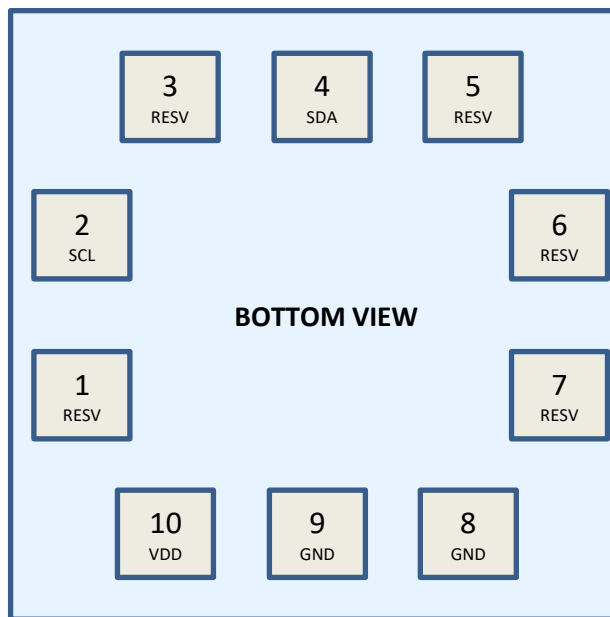 3
RESV
4
SDA
5
RESV
2
SCL
6
RESV
BOTTOM VIEW
1
RESV
7
RESV
10
VDD
9
GND
8
GND